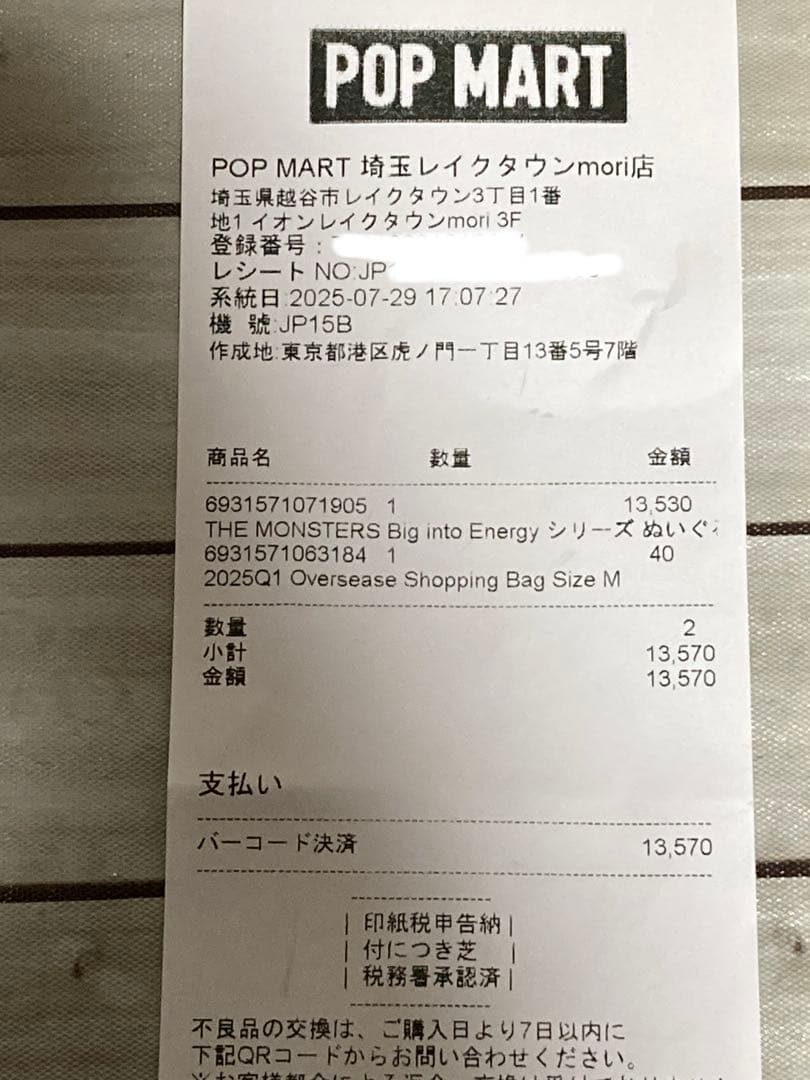 POP MART
POP MART 埼玉レイクタウンmori店
埼玉県越谷市レイクタウン3丁目1番
地1 イオンレイクタウンmori 3F
登録番号:
レシート NO:JP
系統日:2025-07-29 17:07:27
機 號:JP15B
作成地:東京都港区虎ノ門一丁目13番5号7階
商品名 数量 金額
6931571071905 1 13,530
THE MONSTERS Big into Energy シリーズ ぬいぐ
6931571063184 1 40
2025Q1 Oversease Shopping Bag Size M
数量 2
小計 13,570
金額 13,570
支払い
バーコード決済 13,570
印紙税申告納
付につき芝
税務署承認済
不良品の交換は、ご購入日より7日以内に
下記QRコードからお問い合わせください。